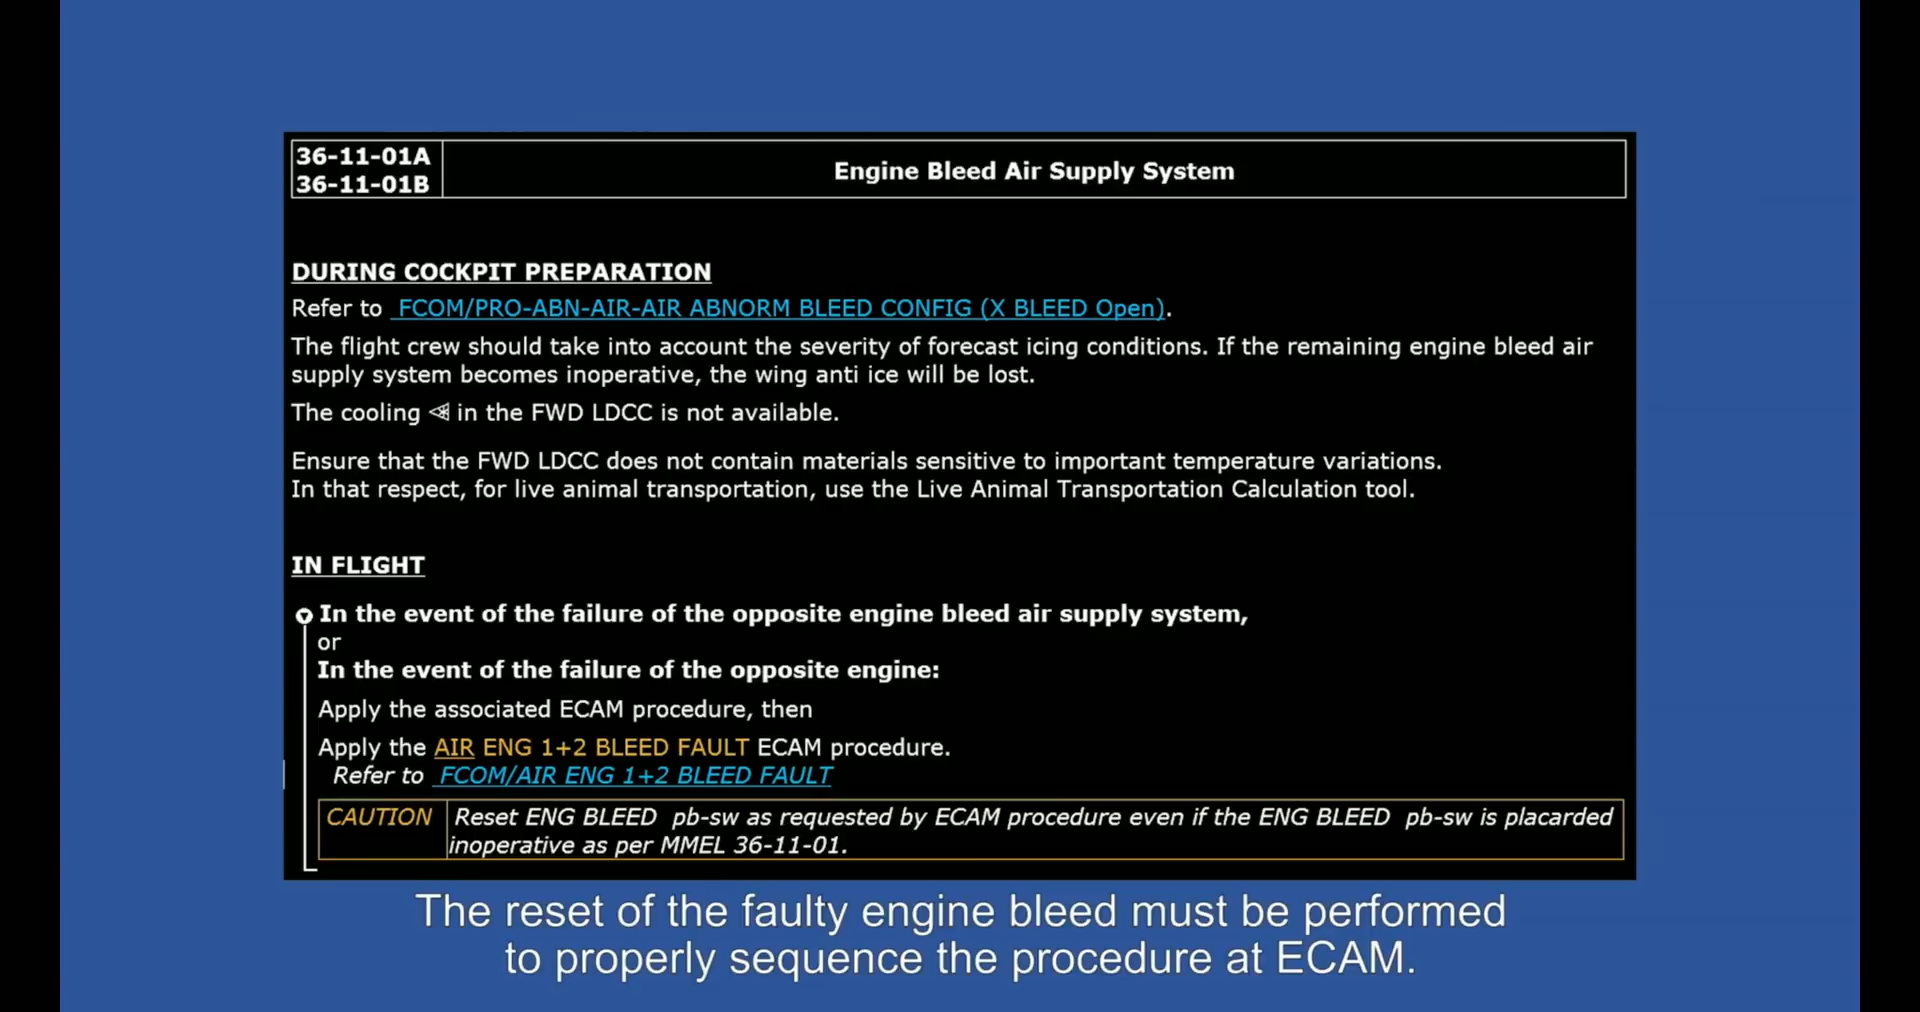 36-11-01A
36-11-01B
Engine Bleed Air Supply System
DURING COCKPIT PREPARATION
Refer to FCOM/PRO-ABN-AIR-AIR ABNORM BLEED CONFIG (X BLEED Open).
The flight crew should take into account the severity of forecast icing conditions. If the remaining engine bleed air
supply system becomes inoperative, the wing anti ice will be lost.
The cooling in the FWD LDCC is not available.
Ensure that the FWD LDCC does not contain materials sensitive to important temperature variations.
In that respect, for live animal transportation, use the Live Animal Transportation Calculation tool.
IN FLIGHT
In the event of the failure of the opposite engine bleed air supply system,
or
In the event of the failure of the opposite engine:
Apply the associated ECAM procedure, then
Apply the AIR ENG 1+2 BLEED FAULT ECAM procedure.
Refer to FCOM/AIR ENG 1+2 BLEED FAULT
CAUTION Reset ENG BLEED pb-sw as requested by ECAM procedure even if the ENG BLEED pb-sw is placarded
inoperative as per MMEL 36-11-01.
The reset of the faulty engine bleed must be performed
to properly sequence the procedure at ECAM.